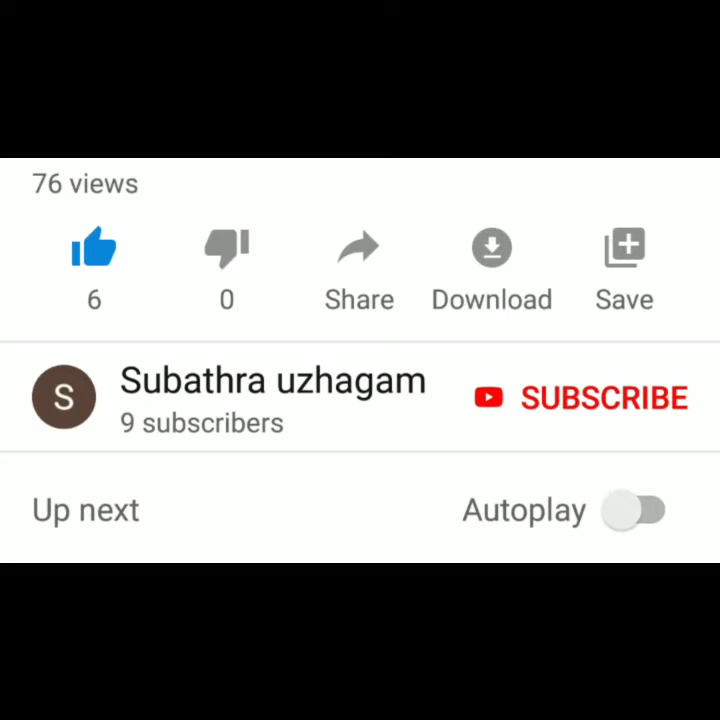 76 views
6 0 Share Download Save
S Subathra uzhagam SUBSCRIBE
9 subscribers
Up next Autoplay